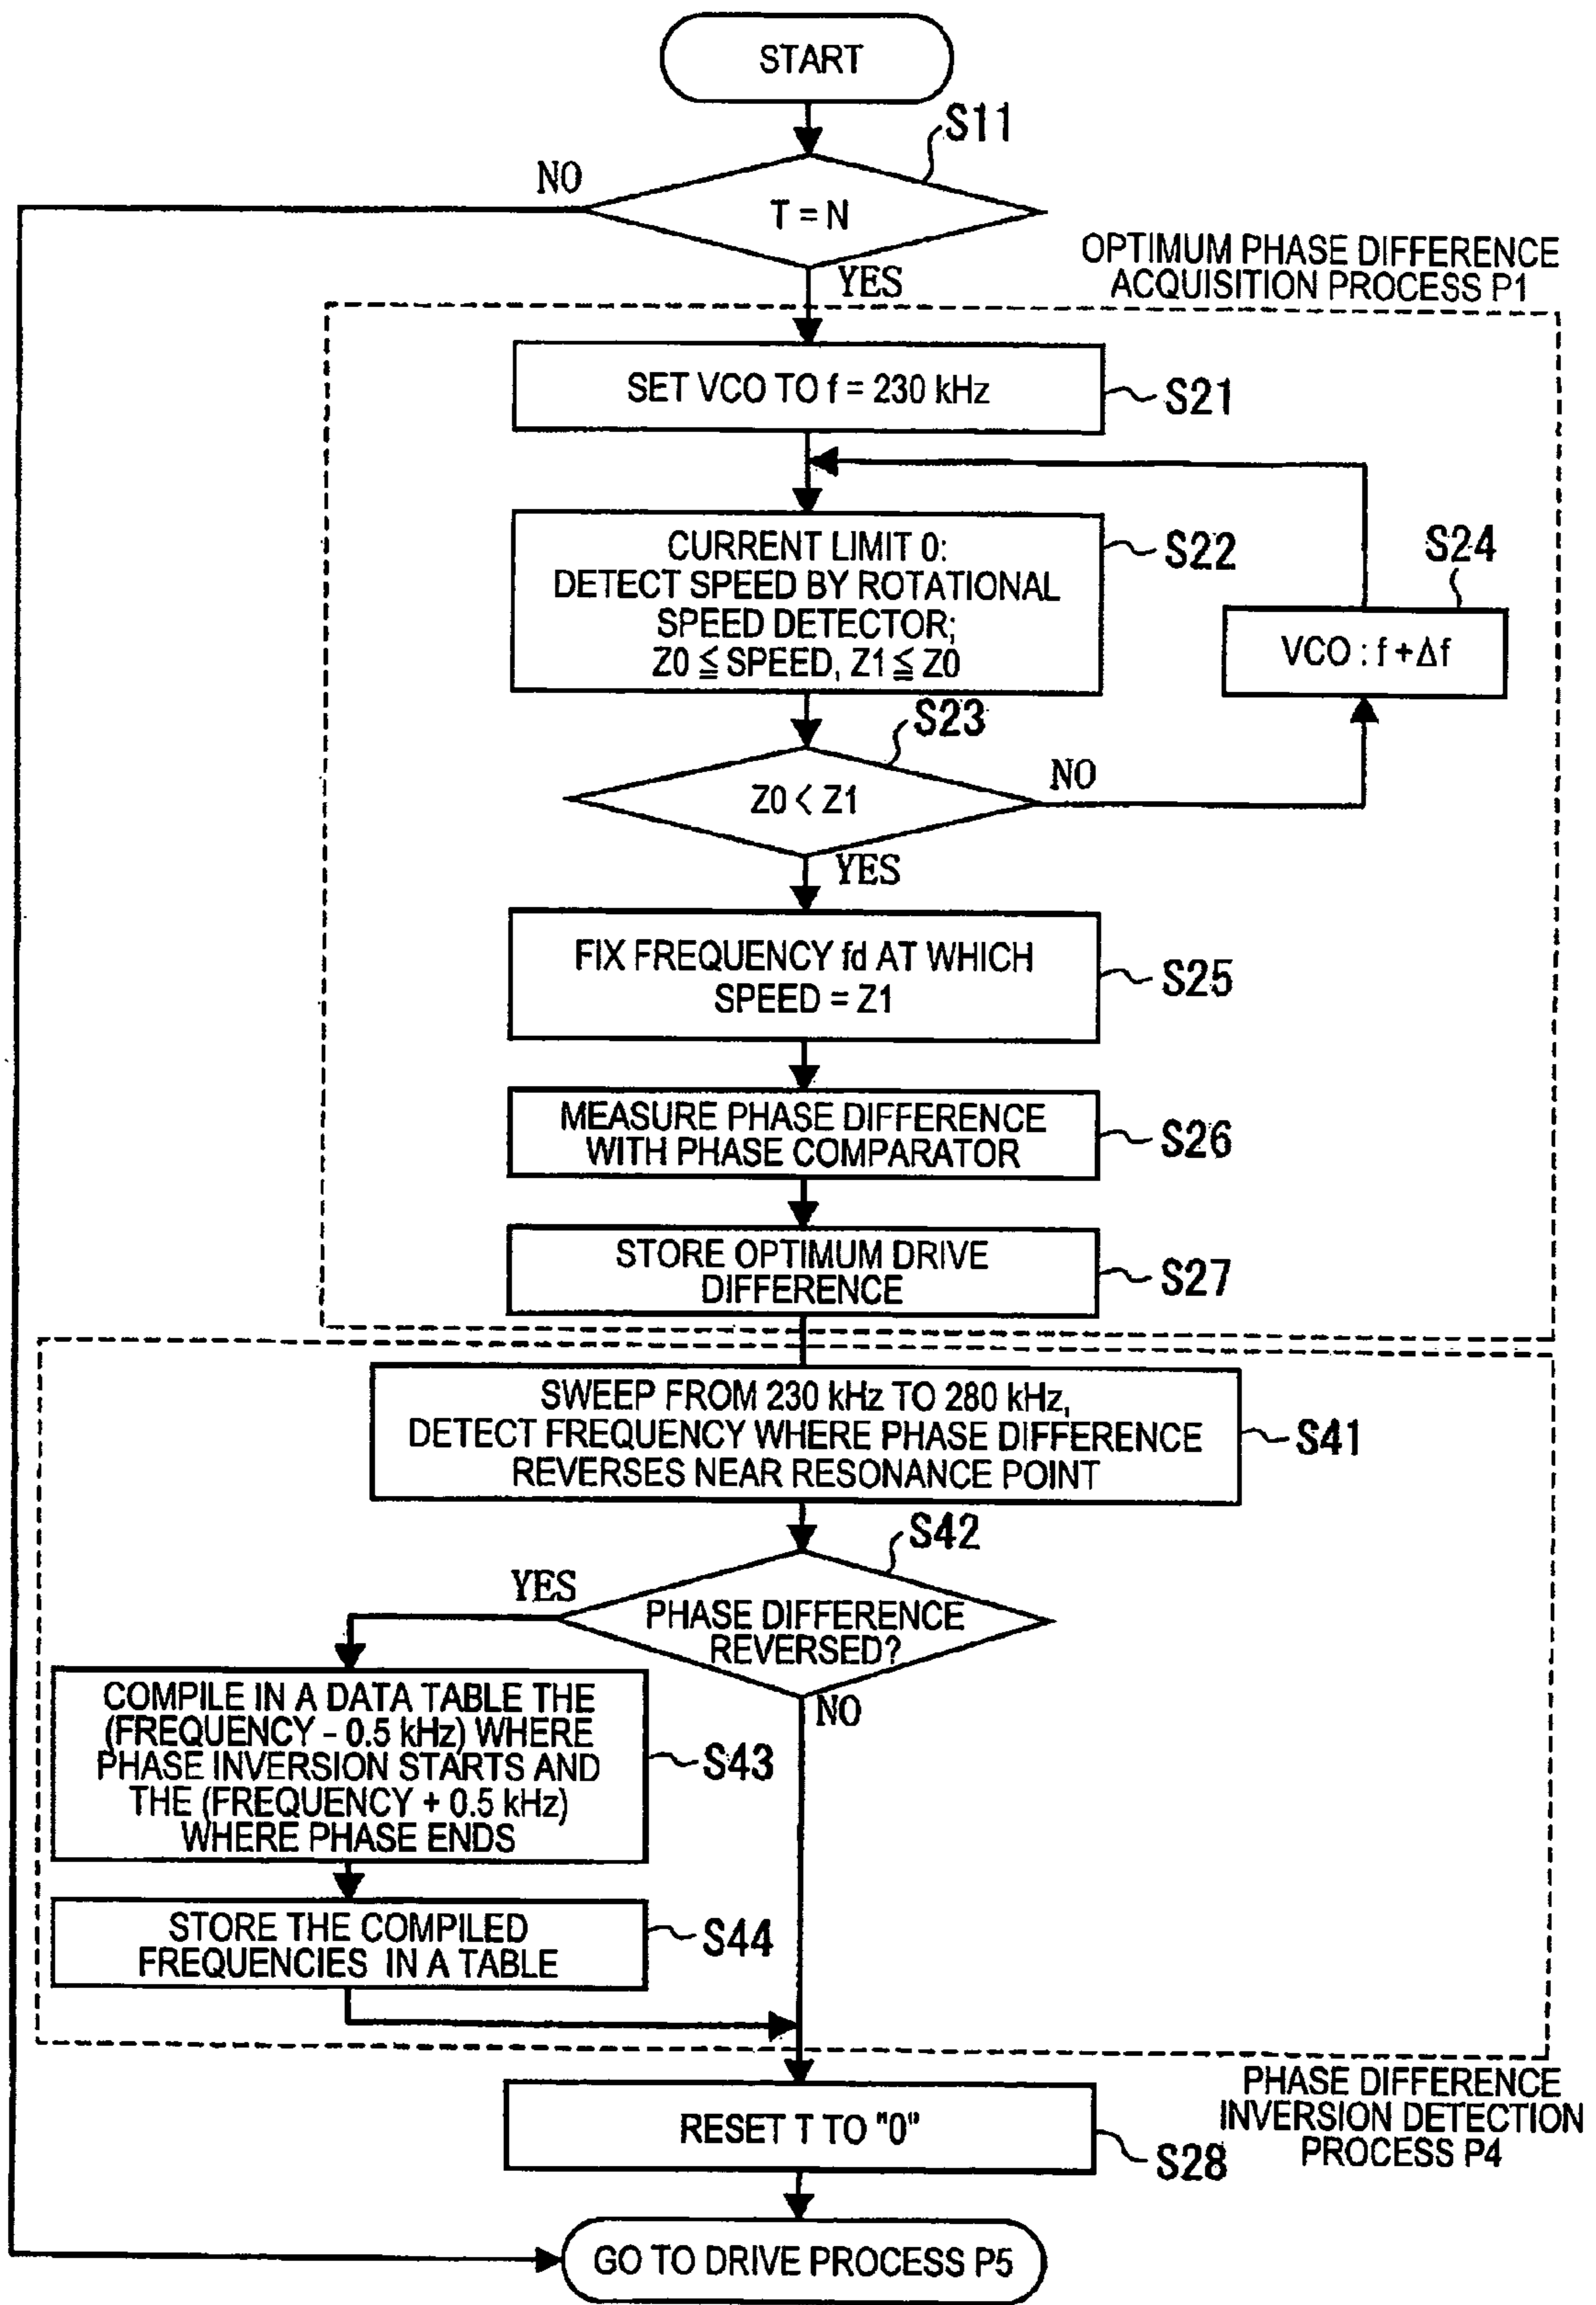 START
S11
NO
T = N
OPTIMUM PHASE DIFFERENCE
ACQUISITION PROCESS P1
YES
SET VCO TO f = 230 kHz
S21
CURRENT LIMIT 0:
DETECT SPEED BY ROTATIONAL
SPEED DETECTOR;
Z0 ≦ SPEED, Z1 ≦ Z0
S22
S24
VCO : f +Δf
S23
Z0 < Z1
NO
YES
FIX FREQUENCY fd AT WHICH
SPEED = Z1
S25
MEASURE PHASE DIFFERENCE
WITH PHASE COMPARATOR
S26
STORE OPTIMUM DRIVE
DIFFERENCE
S27
SWEEP FROM 230 kHz TO 280 kHz,
DETECT FREQUENCY WHERE PHASE DIFFERENCE
REVERSES NEAR RESONANCE POINT
S41
S42
YES
PHASE DIFFERENCE
REVERSED?
NO
COMPILE IN A DATA TABLE THE
(FREQUENCY – 0.5 kHz) WHERE
PHASE INVERSION STARTS AND
THE (FREQUENCY + 0.5 kHz)
WHERE PHASE ENDS
S43
STORE THE COMPILED
FREQUENCIES IN A TABLE
S44
PHASE DIFFERENCE
INVERSION DETECTION
PROCESS P4
RESET T TO "0"
S28
GO TO DRIVE PROCESS P5